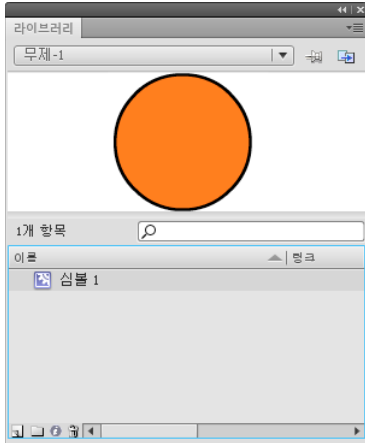 라이브러리
무제-1
1개 항목
이름 링크
심볼 1